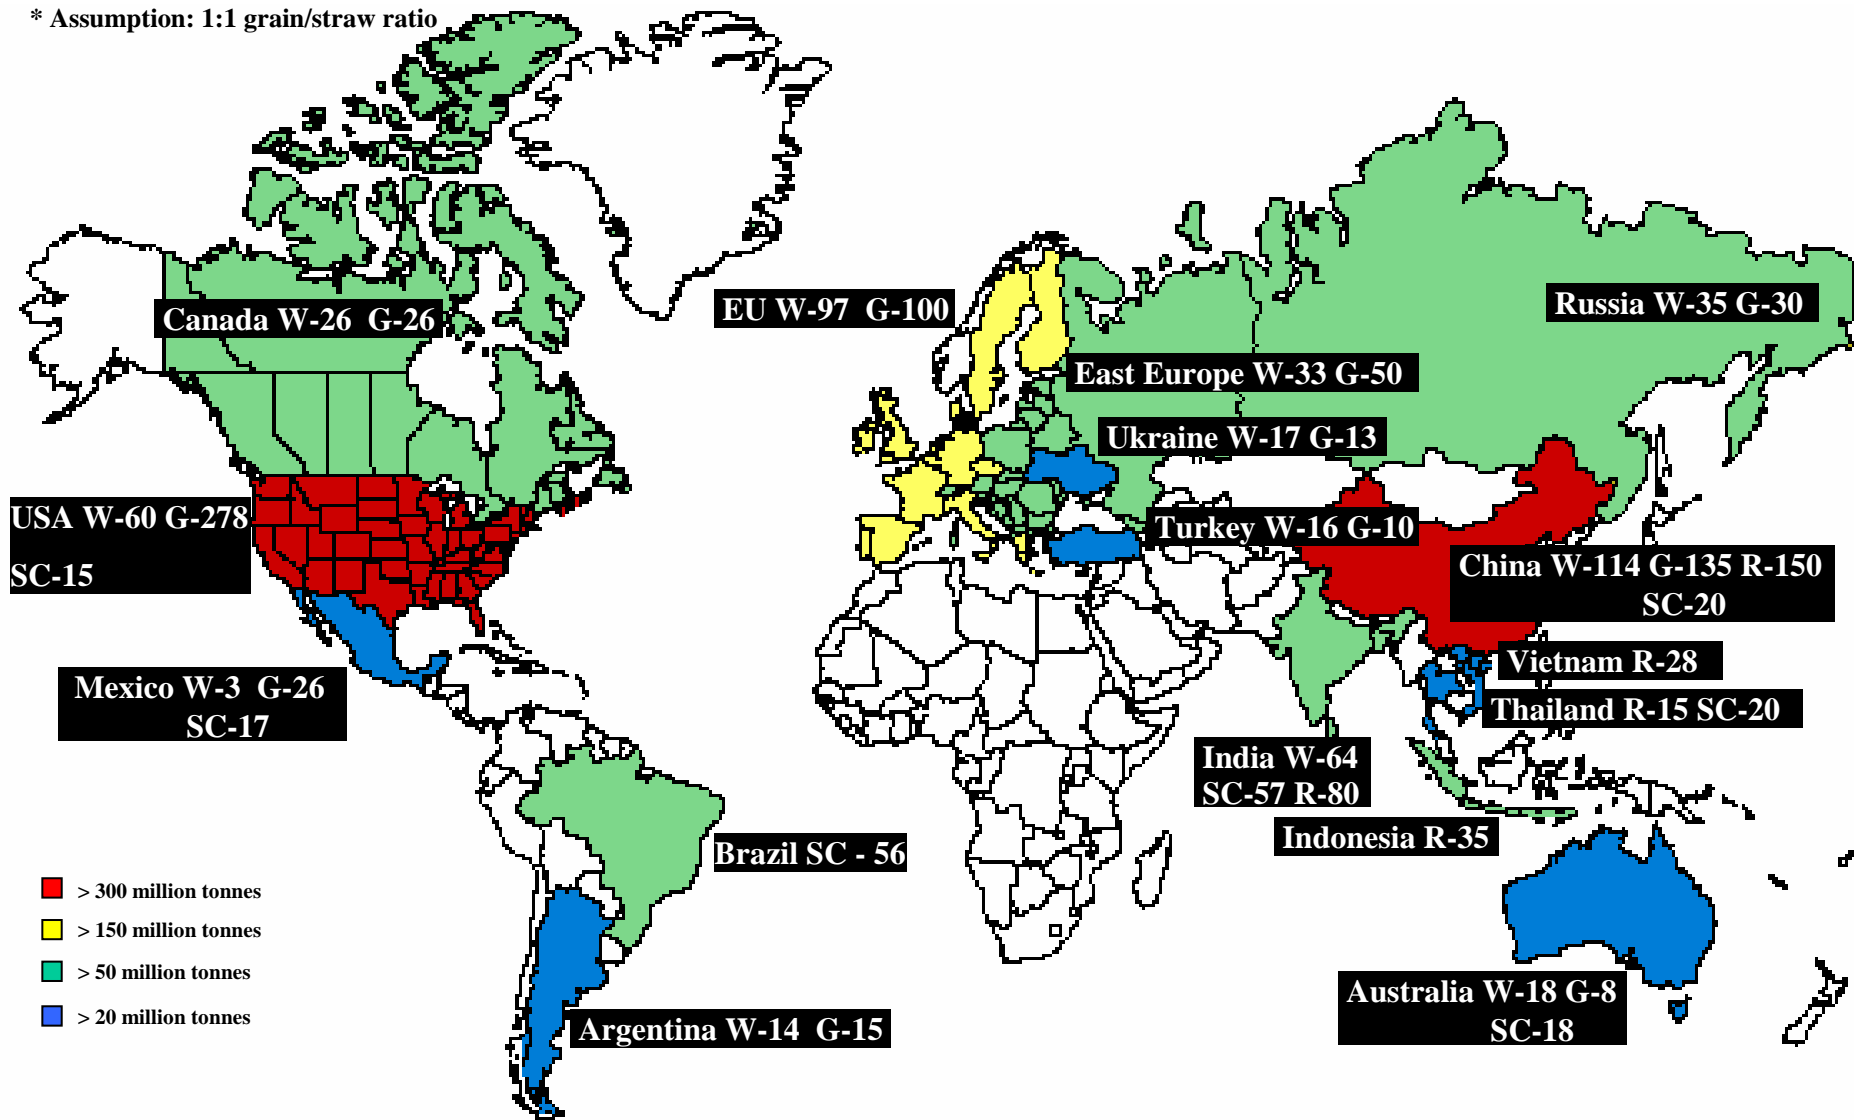 * Assumption: 1:1 grain/straw ratio
Canada W-26 G-26
EU W-97 G-100
Russia W-35 G-30
East Europe W-33 G-50
Ukraine W-17 G-13
USA W-60 G-278
SC-15
Turkey W-16 G-10
China W-114 G-135 R-150
SC-20
Vietnam R-28
Mexico W-3 G-26
SC-17
Thailand R-15 SC-20
India W-64
SC-57 R-80
Indonesia R-35
Brazil SC - 56
> 300 million tonnes
> 150 million tonnes
> 50 million tonnes
> 20 million tonnes
Australia W-18 G-8
SC-18
Argentina W-14 G-15